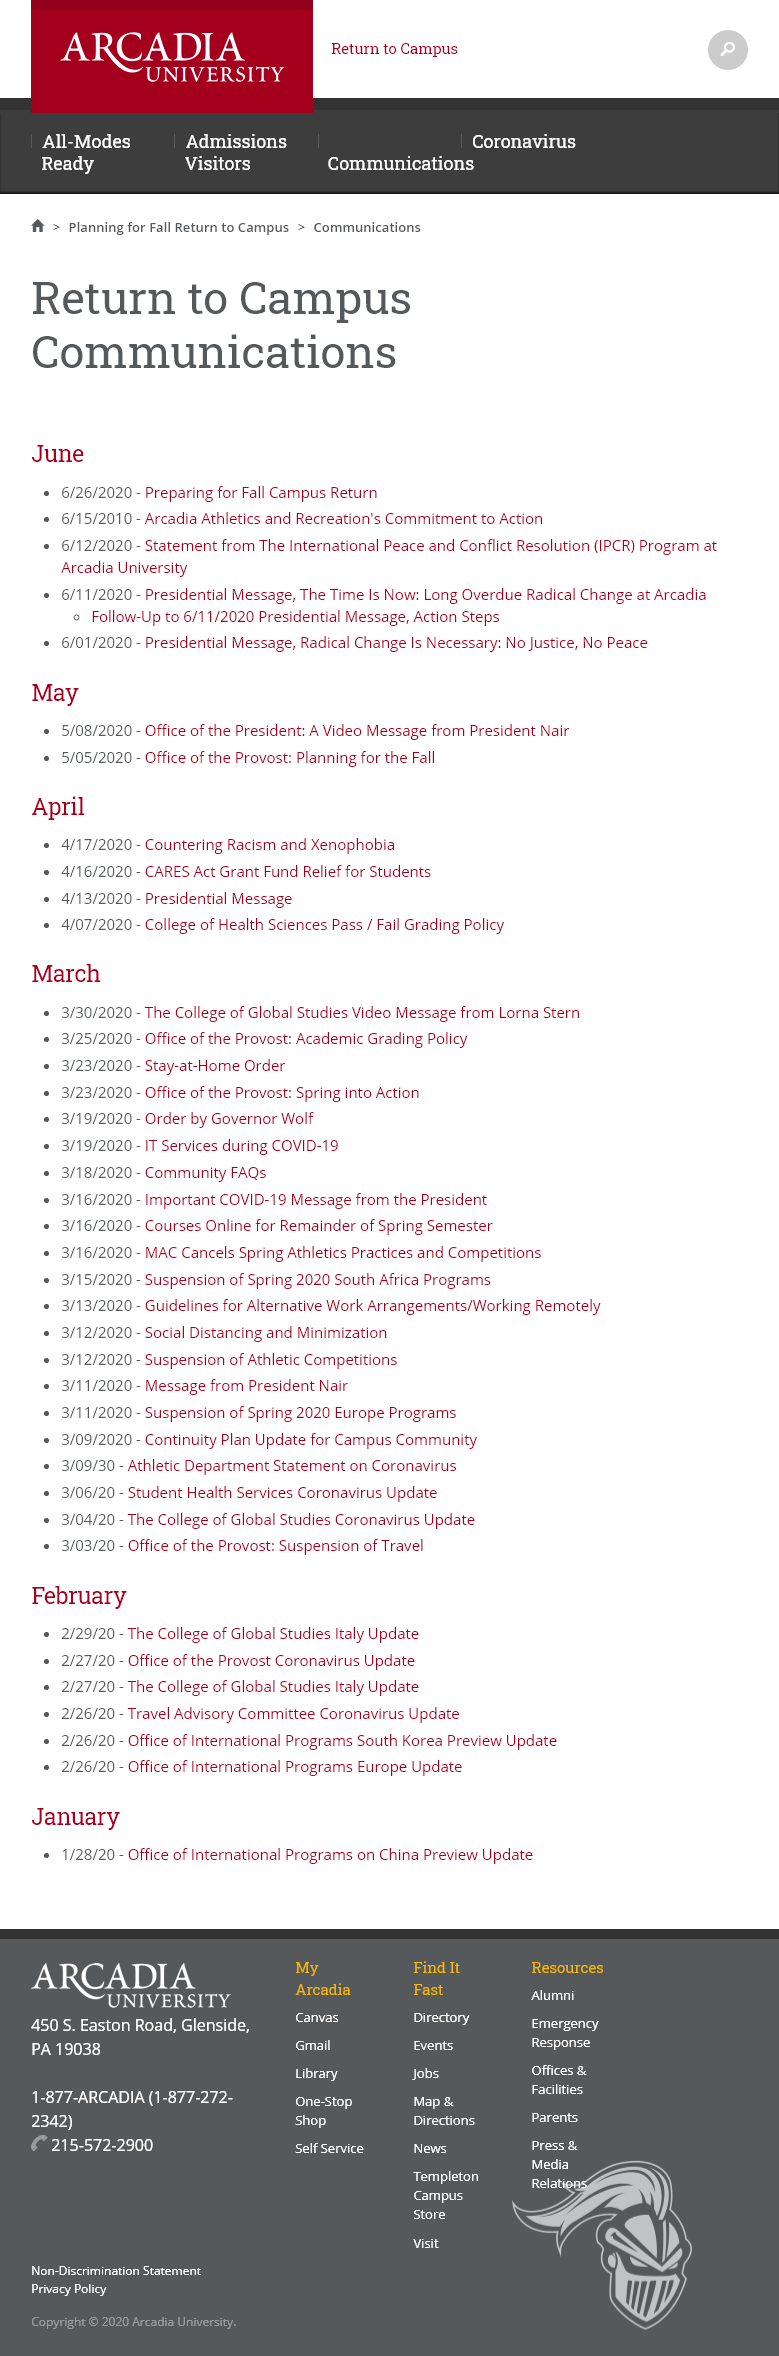 ARCADIA
UNIVERSITY
Return to Campus
All-Modes
Ready
Admissions
Visitors
Communications
Coronavirus
> Planning for Fall Return to Campus > Communications
Return to Campus
Communications
June
6/26/2020 - Preparing for Fall Campus Return
6/15/2010 - Arcadia Athletics and Recreation's Commitment to Action
6/12/2020 - Statement from The International Peace and Conflict Resolution (IPCR) Program at
Arcadia University
6/11/2020 - Presidential Message, The Time Is Now: Long Overdue Radical Change at Arcadia
Follow-Up to 6/11/2020 Presidential Message, Action Steps
6/01/2020 - Presidential Message, Radical Change Is Necessary: No Justice, No Peace
May
5/08/2020 - Office of the President: A Video Message from President Nair
5/05/2020 - Office of the Provost: Planning for the Fall
April
4/17/2020 - Countering Racism and Xenophobia
4/16/2020 - CARES Act Grant Fund Relief for Students
4/13/2020 - Presidential Message
4/07/2020 - College of Health Sciences Pass / Fail Grading Policy
March
3/30/2020 - The College of Global Studies Video Message from Lorna Stern
3/25/2020 - Office of the Provost: Academic Grading Policy
3/23/2020 - Stay-at-Home Order
3/23/2020 - Office of the Provost: Spring into Action
3/19/2020 - Order by Governor Wolf
3/19/2020 - IT Services during COVID-19
3/18/2020 - Community FAQs
3/16/2020 - Important COVID-19 Message from the President
3/16/2020 - Courses Online for Remainder of Spring Semester
3/16/2020 - MAC Cancels Spring Athletics Practices and Competitions
3/15/2020 - Suspension of Spring 2020 South Africa Programs
3/13/2020 - Guidelines for Alternative Work Arrangements/Working Remotely
3/12/2020 - Social Distancing and Minimization
3/12/2020 - Suspension of Athletic Competitions
3/11/2020 - Message from President Nair
3/11/2020 - Suspension of Spring 2020 Europe Programs
3/09/2020 - Continuity Plan Update for Campus Community
3/09/30 - Athletic Department Statement on Coronavirus
3/06/20 - Student Health Services Coronavirus Update
3/04/20 - The College of Global Studies Coronavirus Update
3/03/20 - Office of the Provost: Suspension of Travel
February
2/29/20 - The College of Global Studies Italy Update
2/27/20 - Office of the Provost Coronavirus Update
2/27/20 - The College of Global Studies Italy Update
2/26/20 - Travel Advisory Committee Coronavirus Update
2/26/20 - Office of International Programs South Korea Preview Update
2/26/20 - Office of International Programs Europe Update
January
1/28/20 - Office of International Programs on China Preview Update
ARCADIA
UNIVERSITY
450 S. Easton Road, Glenside,
PA 19038
1-877-ARCADIA (1-877-272-
2342)
215-572-2900
My
Arcadia
Canvas
Gmail
Library
One-Stop
Shop
Self Service
Find It
Fast
Directory
Events
Jobs
Map &
Directions
News
Templeton
Campus
Store
Visit
Resources
Alumni
Emergency
Response
Offices &
Facilities
Parents
Press &
Media
Relations
Non-Discrimination Statement
Privacy Policy
Copyright © 2020 Arcadia University.